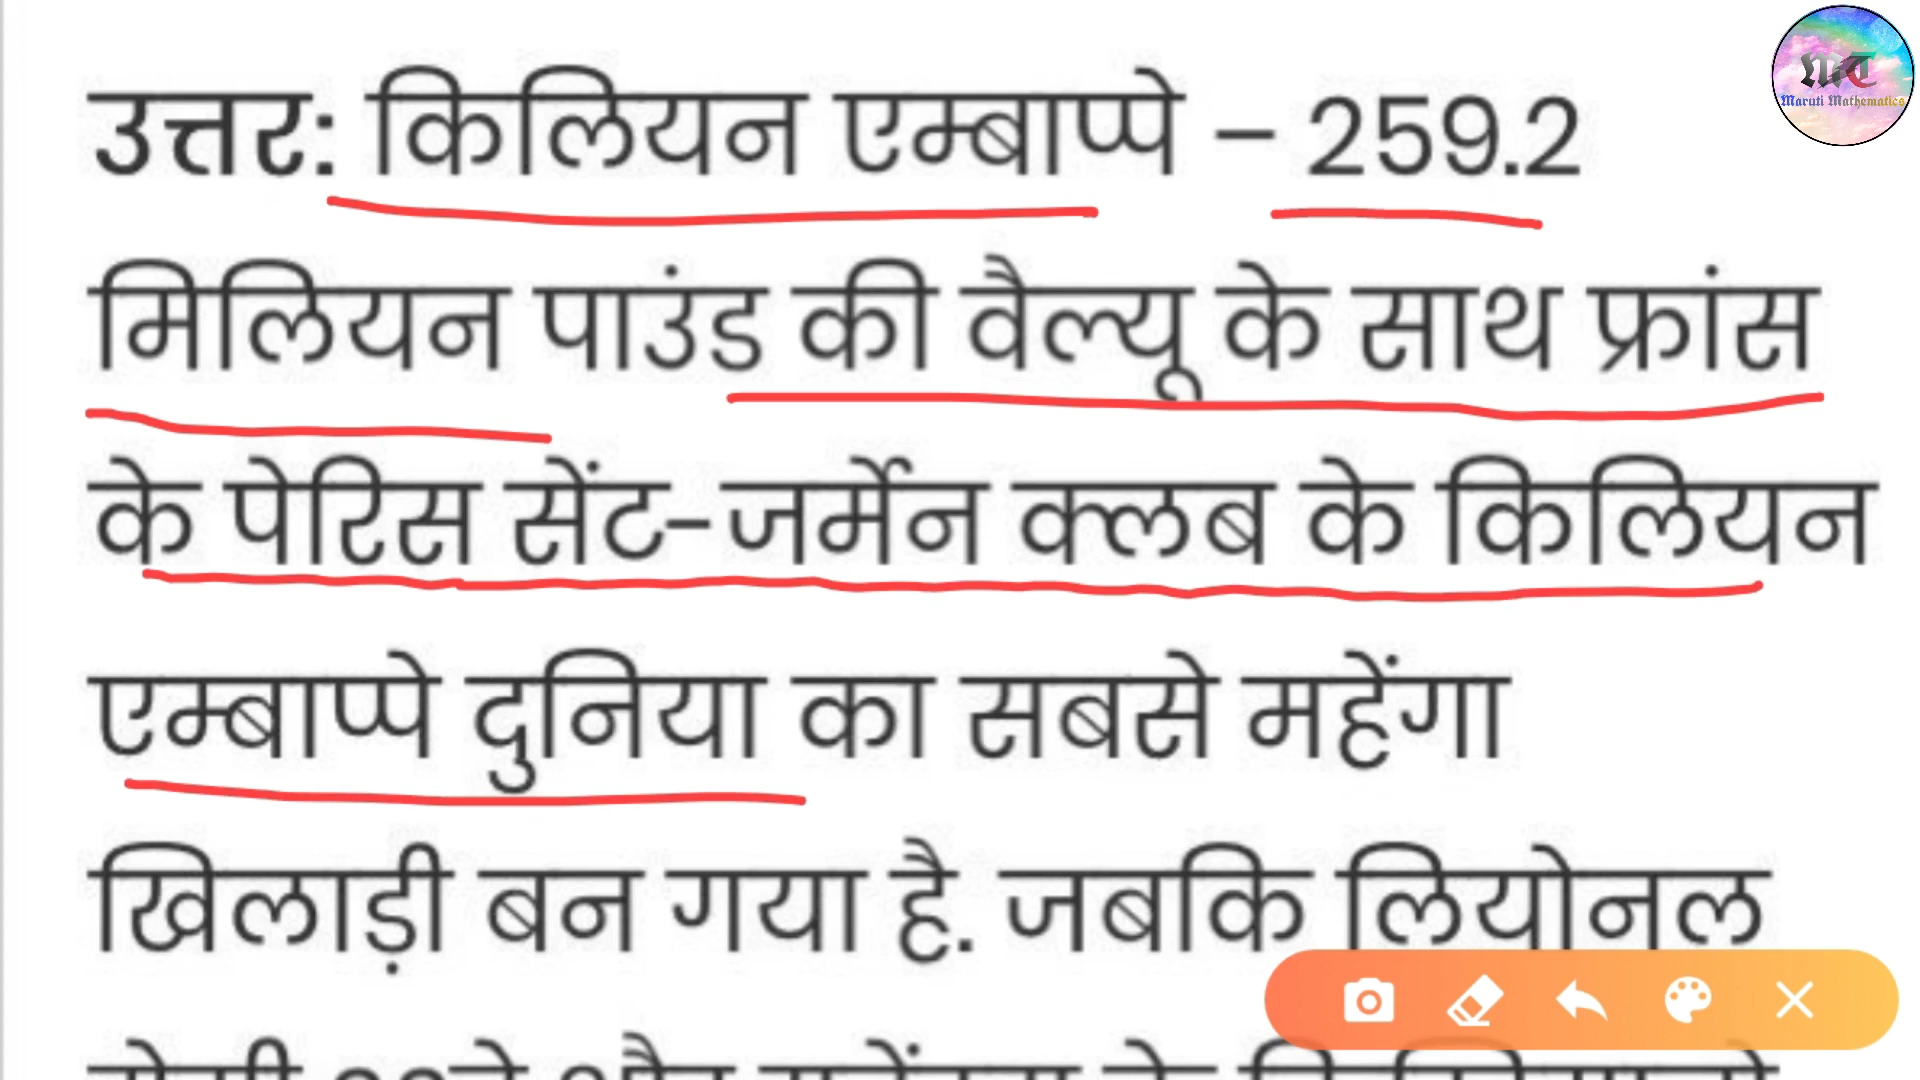 उत्तर: किलियन एम्बाप्पे – 259.2
मिलियन पाउंड की वैल्यू के साथ फ्रांस
के पेरिस सेंट-जर्मेन क्लब के किलियन
एम्बाप्पे दुनिया का सबसे महेंगा
खिलाड़ी बन गया है. जबकि लियोनल
MT
Maruti Mathematics